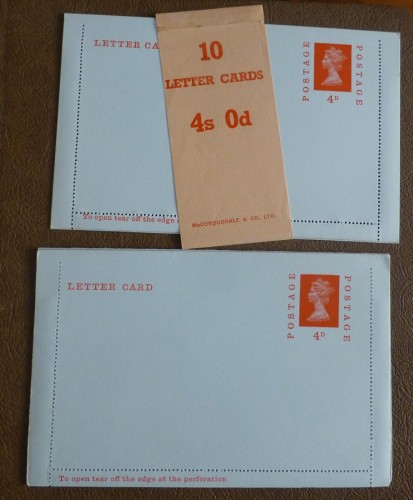 LETTER CA
POSTAGE
POSTAGE
4D
To open tear off the edge
10
LETTER CARDS
4s 0d
McCORQUODALE & CO., LTD.
LETTER CARD
POSTAGE
POSTAGE
4D
To open tear off the edge at the perforation